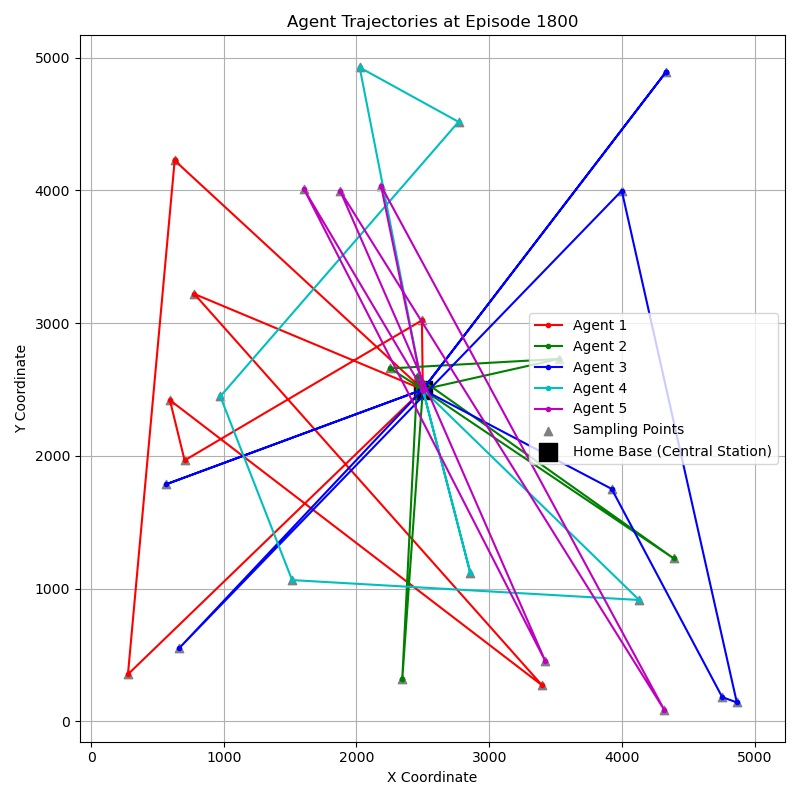 Agent Trajectories at Episode 1800
5000
4000
3000
2000
1000
0
Y Coordinate
Agent 1
Agent 2
Agent 3
Agent 4
Agent 5
Sampling Points
Home Base (Central Station)
0 1000 2000 3000 4000 5000
X Coordinate